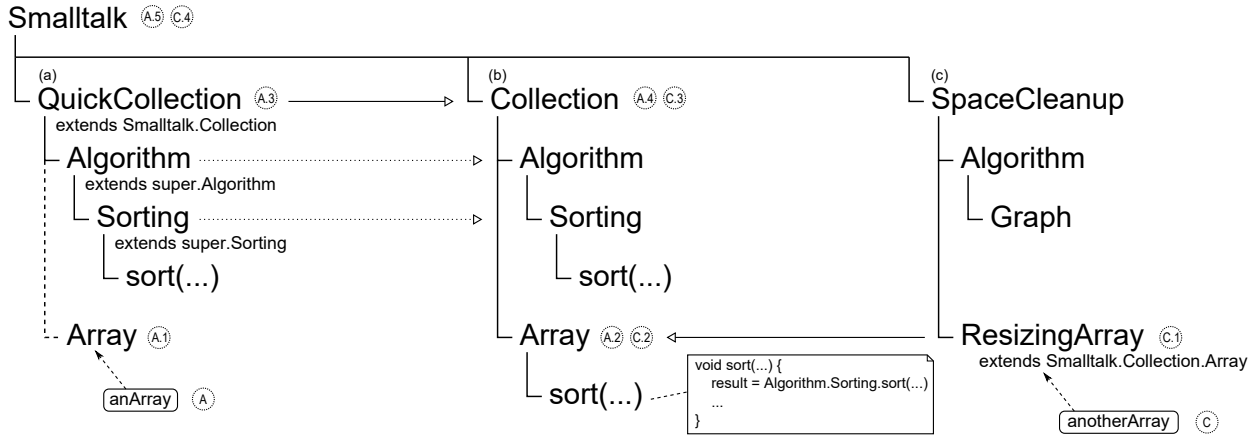 Smalltalk A.5 C.4
(a) (b) (c)
QuickCollection A.3 Collection A.4 C.3 SpaceCleanup
extends Smalltalk.Collection
Algorithm Algorithm Algorithm
extends super.Algorithm
Sorting Sorting Graph
extends super.Sorting
sort(...) sort(...)
Array A.1 Array A.2 C.2 ResizingArray C.1
extends Smalltalk.Collection.Array
void sort(...) {
result = Algorithm.Sorting.sort(...)
...
}
anArray A sort(...) anotherArray C